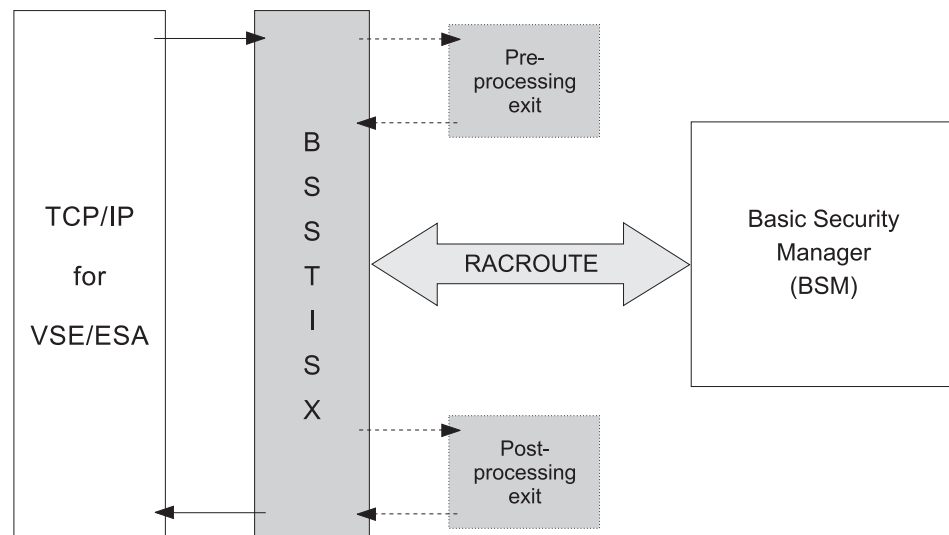 TCP/IP
for
VSE/ESA
B
S
S
T
I
S
X
Pre-
processing
exit
RACROUTE
Basic Security
Manager
(BSM)
Post-
processing
exit